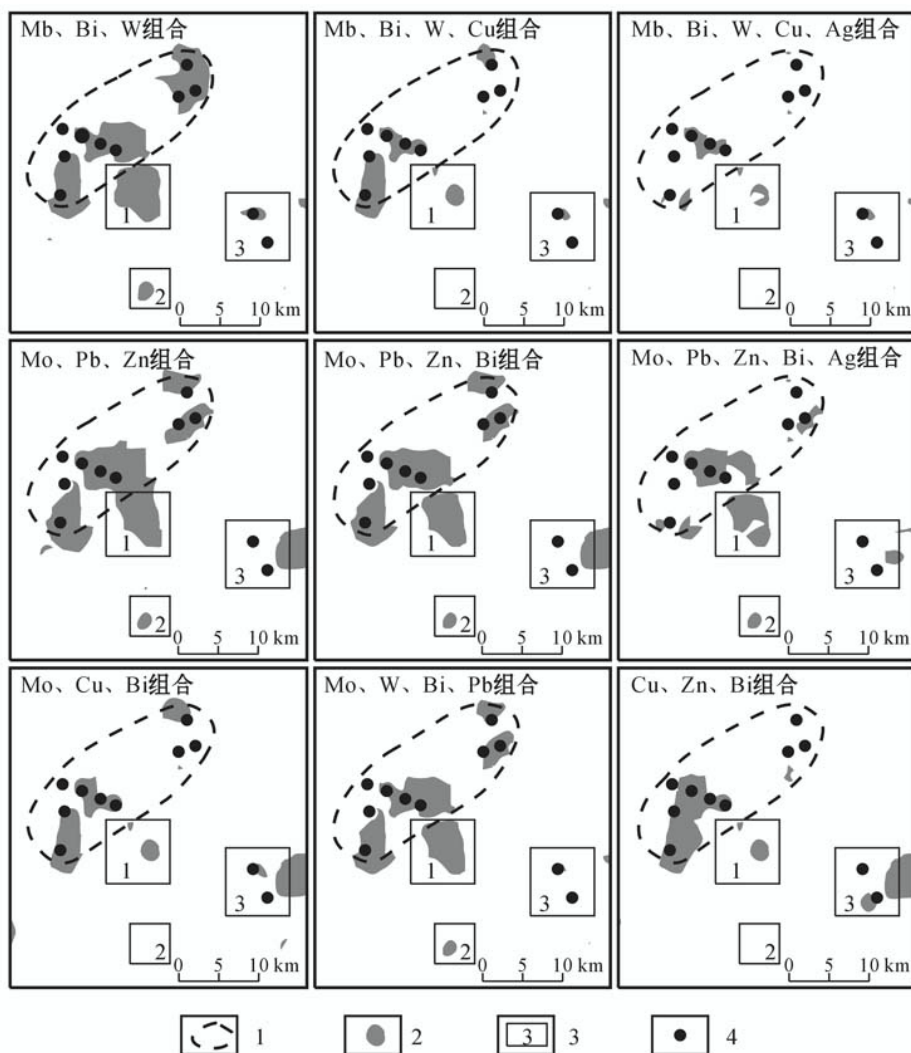 Mb、Bi、W组合
1
3
2
0 5 10 km
Mb、Bi、W、Cu组合
1
3
2
0 5 10 km
Mb、Bi、W、Cu、Ag组合
1
3
2
0 5 10 km
Mo、Pb、Zn组合
1
3
2
0 5 10 km
Mo、Pb、Zn、Bi组合
1
3
2
0 5 10 km
Mo、Pb、Zn、Bi、Ag组合
1
3
2
0 5 10 km
Mo、Cu、Bi组合
1
3
2
0 5 10 km
Mo、W、Bi、Pb组合
1
3
2
0 5 10 km
Cu、Zn、Bi组合
1
3
2
0 5 10 km
1 2 3 3 4